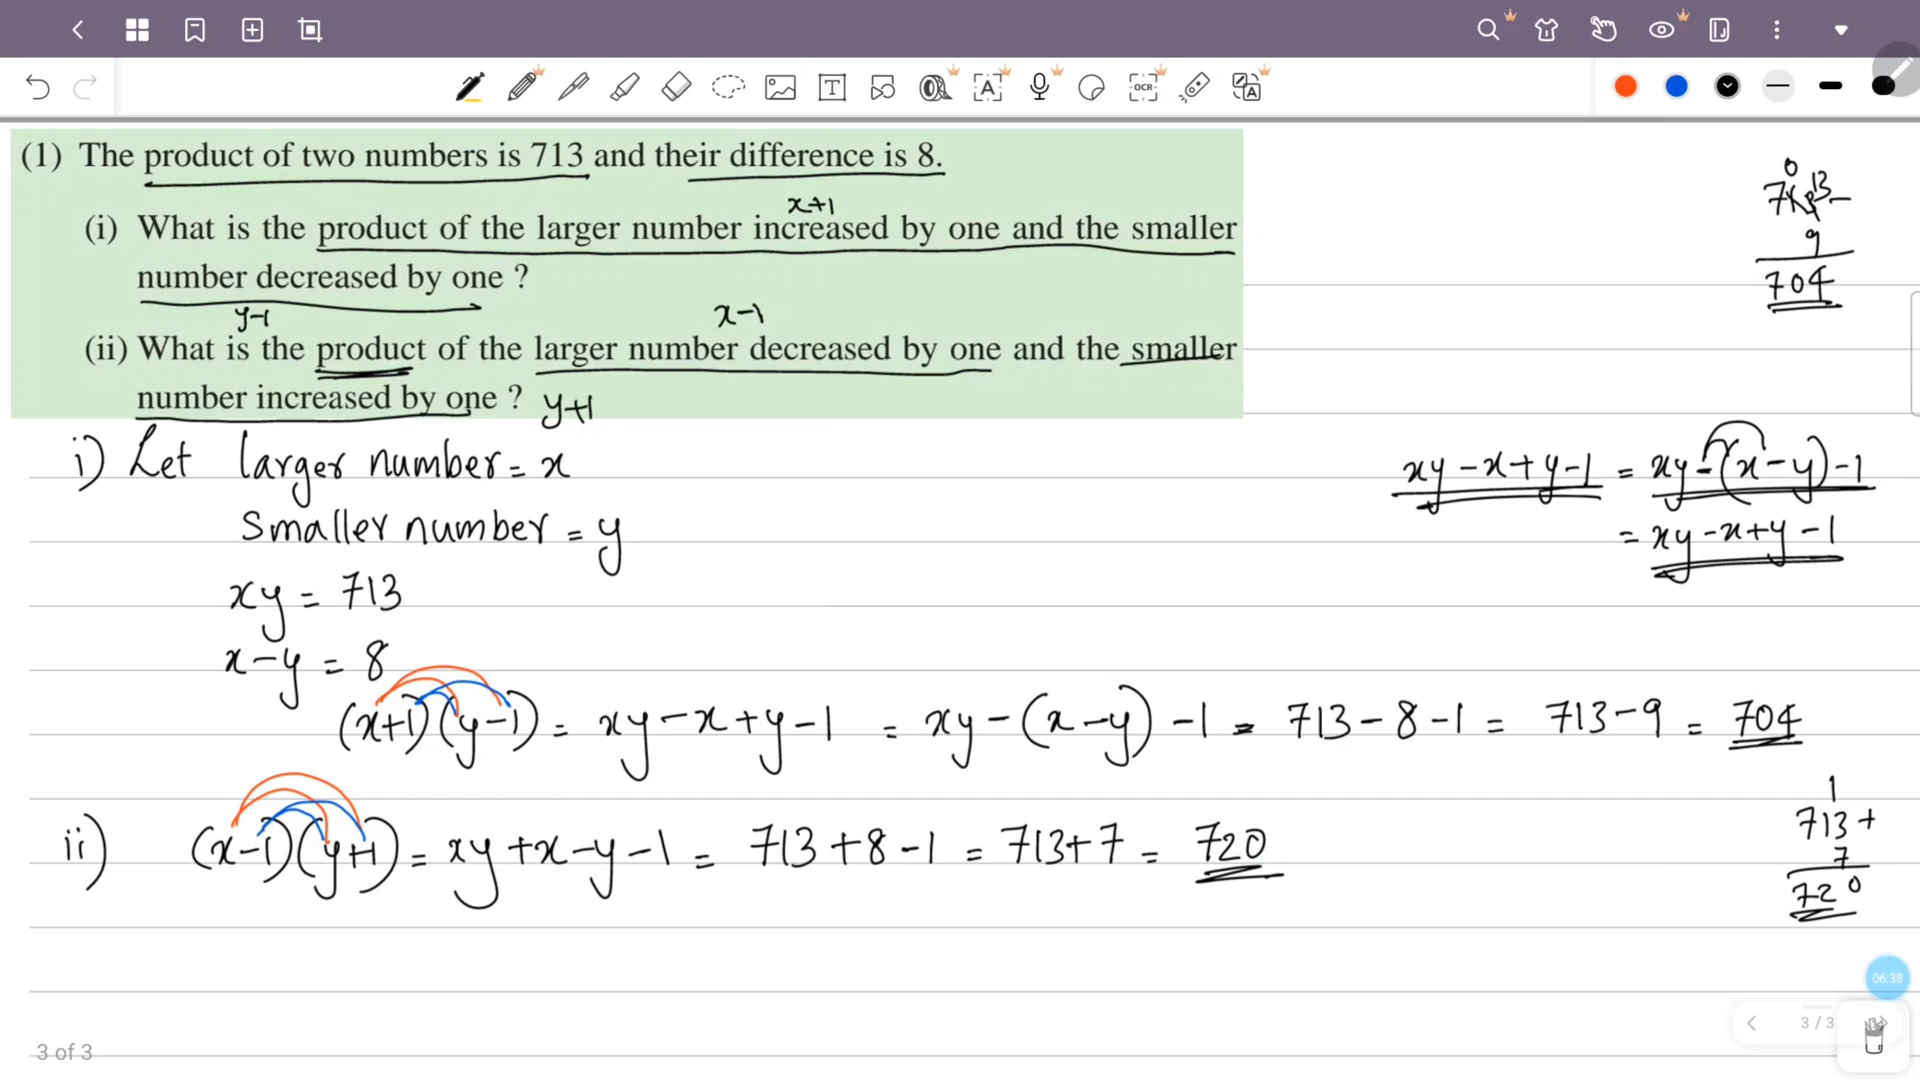 (1) The product of two numbers is 713 and their difference is 8.
x+1
(i) What is the product of the larger number increased by one and the smaller
number decreased by one ?
y-1
x-1
(ii) What is the product of the larger number decreased by one and the smaller
number increased by one ?
y+1
0
13
713-
9
704
i) Let larger number = x
Smaller number = y
xy = 713
x-y = 8
xy-x+y-1 = xy-(x-y)-1
= xy-x+y-1
(x+1)(y-1) = xy-x+y-1 = xy-(x-y)-1 = 713-8-1 = 713-9 = 704
ii) (x-1)(y+1) = xy+x-y-1 = 713+8-1 = 713+7 = 720
1
713+
7
720
06:38
3 / 3
3 of 3
T
A
OCR
A